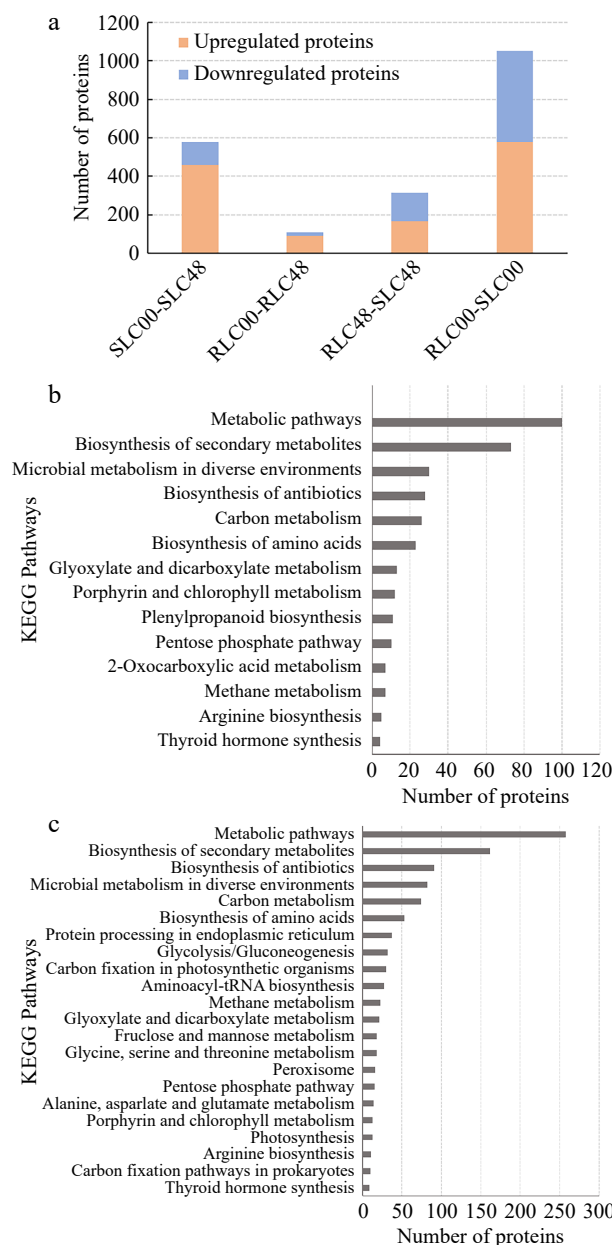 a
1200
1000
800
600
400
200
0
Number of proteins
Upregulated proteins
Downregulated proteins
SLC00-SLC48
RLC00-RLC48
RLC48-SLC48
RLC00-SLC00
b
KEGG Pathways
Metabolic pathways
Biosynthesis of secondary metabolites
Microbial metabolism in diverse environments
Biosynthesis of antibiotics
Carbon metabolism
Biosynthesis of amino acids
Glyoxylate and dicarboxylate metabolism
Porphyrin and chlorophyll metabolism
Plenylpropanoid biosynthesis
Pentose phosphate pathway
2-Oxocarboxylic acid metabolism
Methane metabolism
Arginine biosynthesis
Thyroid hormone synthesis
0 20 40 60 80 100 120
Number of proteins
c
KEGG Pathways
Metabolic pathways
Biosynthesis of secondary metabolites
Biosynthesis of antibiotics
Microbial metabolism in diverse environments
Carbon metabolism
Biosynthesis of amino acids
Protein processing in endoplasmic reticulum
Glycolysis/Gluconeogenesis
Carbon fixation in photosynthetic organisms
Aminoacyl-tRNA biosynthesis
Methane metabolism
Glyoxylate and dicarboxylate metabolism
Fruclose and mannose metabolism
Glycine, serine and threonine metabolism
Peroxisome
Pentose phosphate pathway
Alanine, asparlate and glutamate metabolism
Porphyrin and chlorophyll metabolism
Photosynthesis
Arginine biosynthesis
Carbon fixation pathways in prokaryotes
Thyroid hormone synthesis
0 50 100 150 200 250 300
Number of proteins